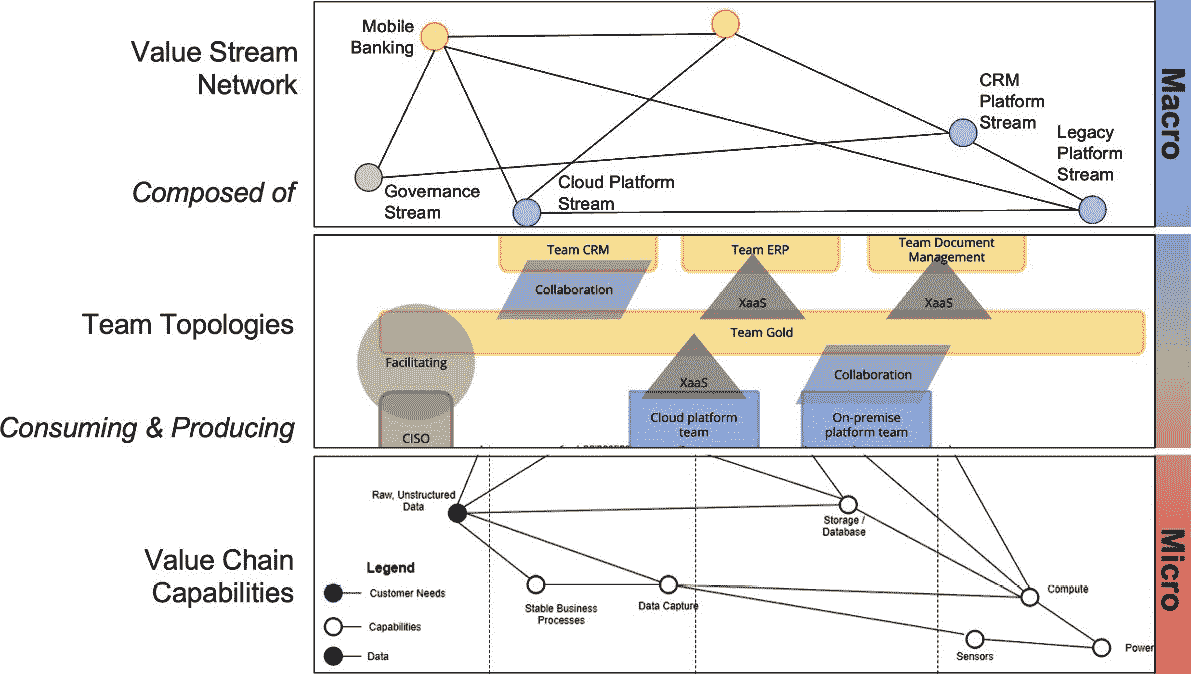 Value Stream
Network
Composed of
Mobile
Banking
CRM
Platform
Stream
Legacy
Platform
Stream
Governance
Stream
Cloud Platform
Stream
Macro
Team Topologies
Consuming & Producing
Team CRM
Team ERP
Team Document
Management
Collaboration
XaaS
XaaS
Team Gold
Facilitating
XaaS
Collaboration
CISO
Cloud platform
team
On-premise
platform team
Value Chain
Capabilities
Raw, Unstructured
Data
Storage /
Database
Legend
Customer Needs
Capabilities
Data
Stable Business
Processes
Data Capture
Compute
Sensors
Power
Micro